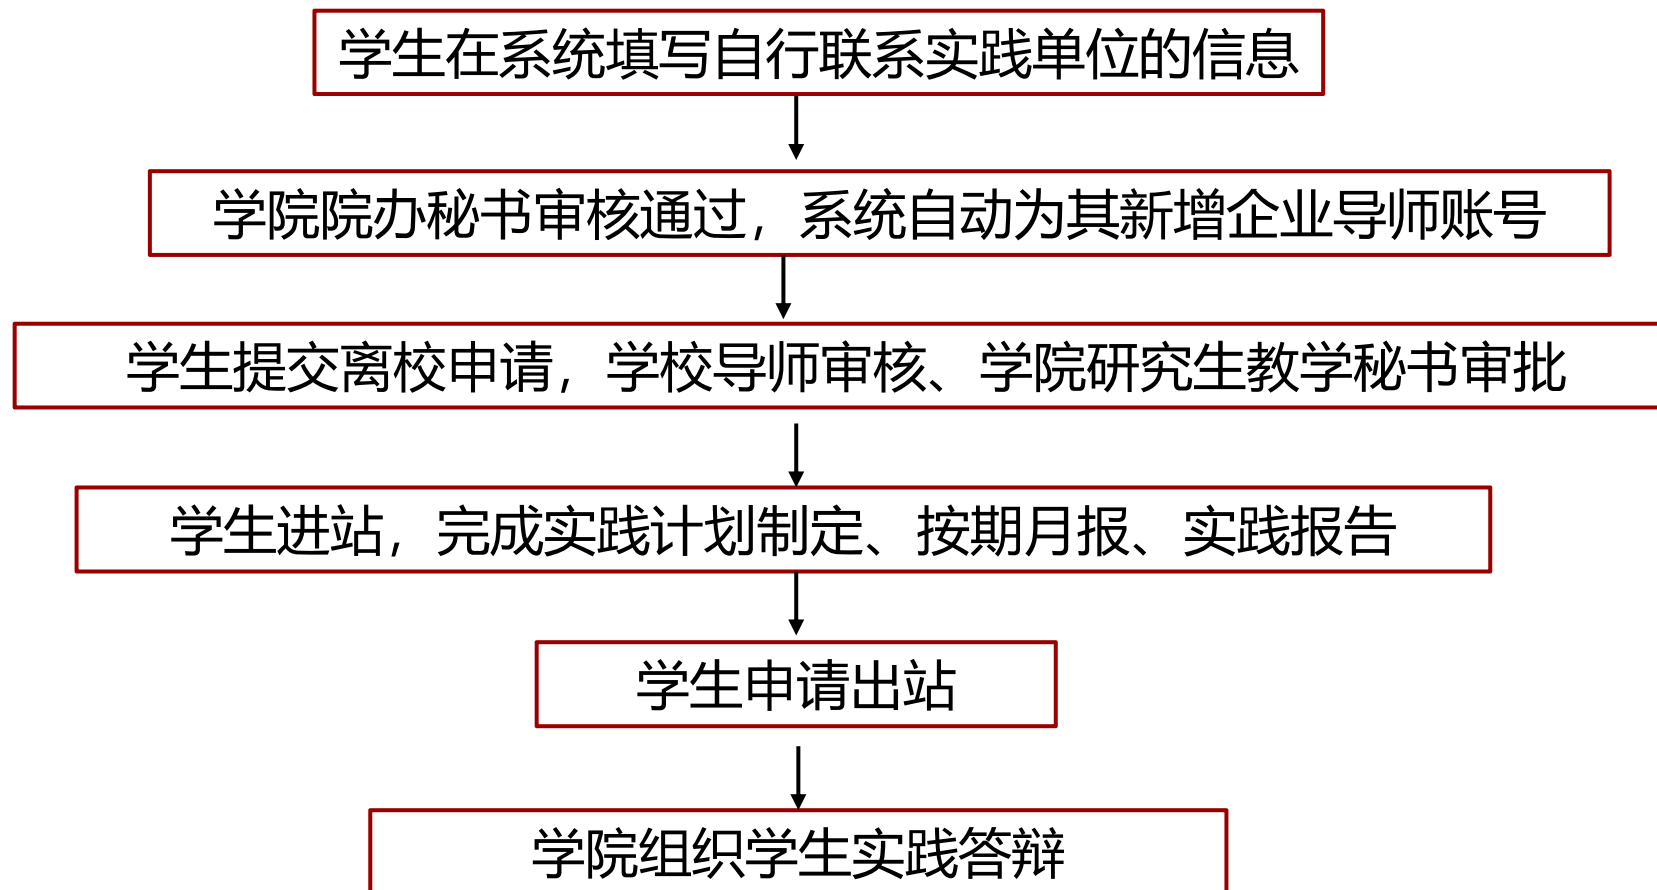 学生在系统填写自行联系实践单位的信息
学院院办秘书审核通过，系统自动为其新增企业导师账号
学生提交离校申请，学校导师审核、学院研究生教学秘书审批
学生进站，完成实践计划制定、按期月报、实践报告
学生申请出站
学院组织学生实践答辩